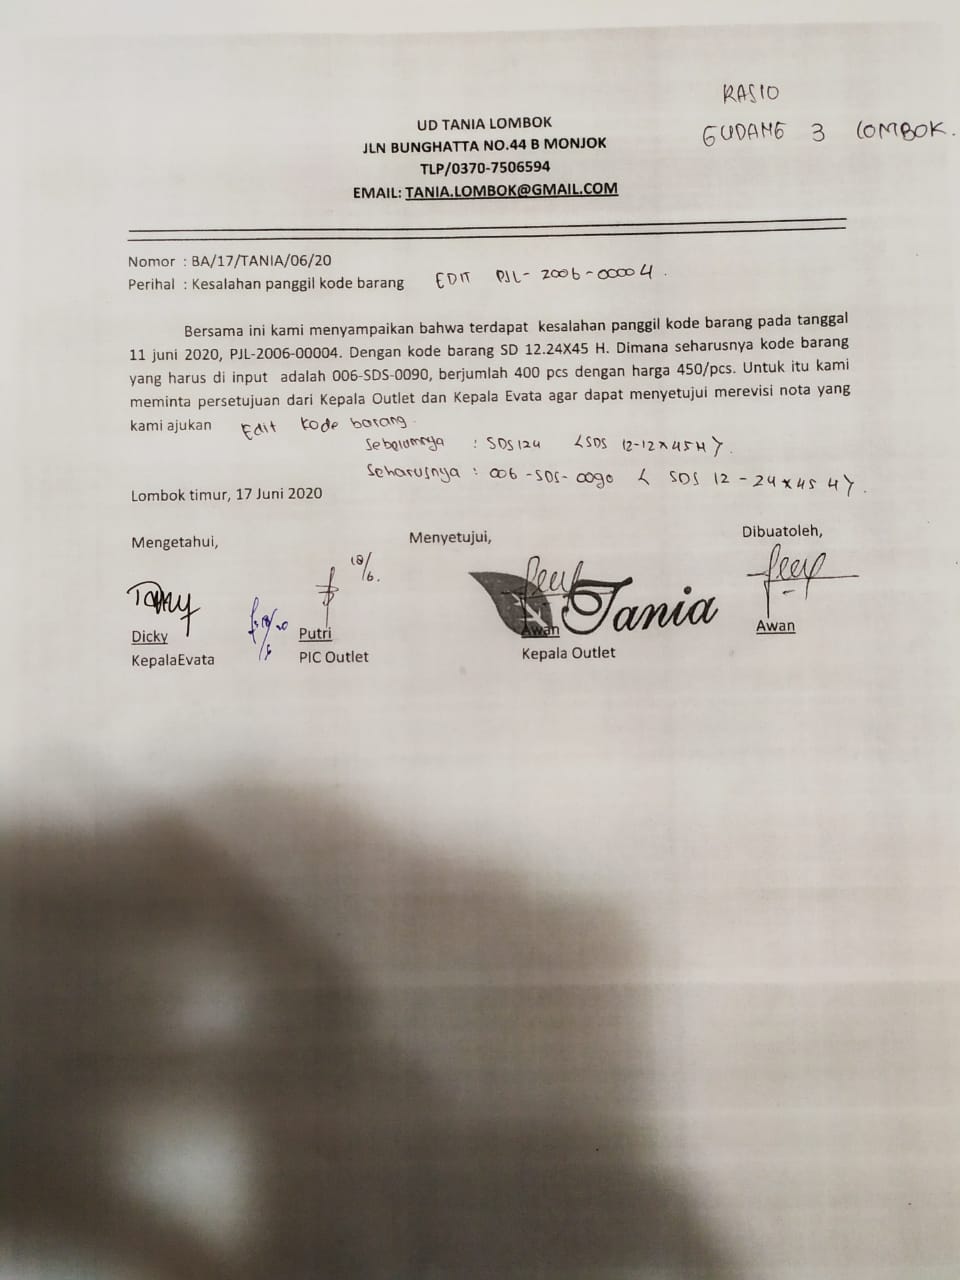 RASIO
GUDANG 3 LOMBOK.
UD TANIA LOMBOK
JLN BUNGHATTA NO.44 B MONJOK
TLP/0370-7506594
EMAIL: TANIA.LOMBOK@GMAIL.COM
Nomor : BA/17/TANIA/06/20
Perihal : Kesalahan panggil kode barang EDIT PJL-2006-00004.
Bersama ini kami menyampaikan bahwa terdapat kesalahan panggil kode barang pada tanggal
11 juni 2020, PJL-2006-00004. Dengan kode barang SD 12.24X45 H. Dimana seharusnya kode barang
yang harus di input adalah 006-SDS-0090, berjumlah 400 pcs dengan harga 450/pcs. Untuk itu kami
meminta persetujuan dari Kepala Outlet dan Kepala Evata agar dapat menyetujui merevisi nota yang
kami ajukan Edit kode barang.
Sebelumnya : SDS124 <SDS 12-12x45H>.
Seharusnya : 006-SDS-0090 < SDS 12-24x45 H>.
Lombok timur, 17 Juni 2020
Mengetahui, Menyetujui, Dibuatoleh,
18/6.
Tania
Dicky Putri Awan Awan
KepalaEvata PIC Outlet Kepala Outlet